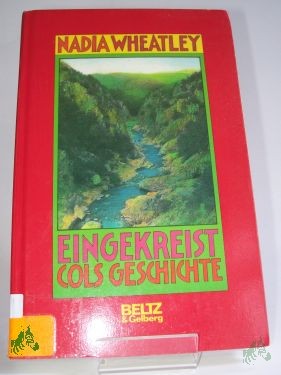 NADIA WHEATLEY
EINGEKREIST
COLS GESCHICHTE
BELTZ
& Gelberg